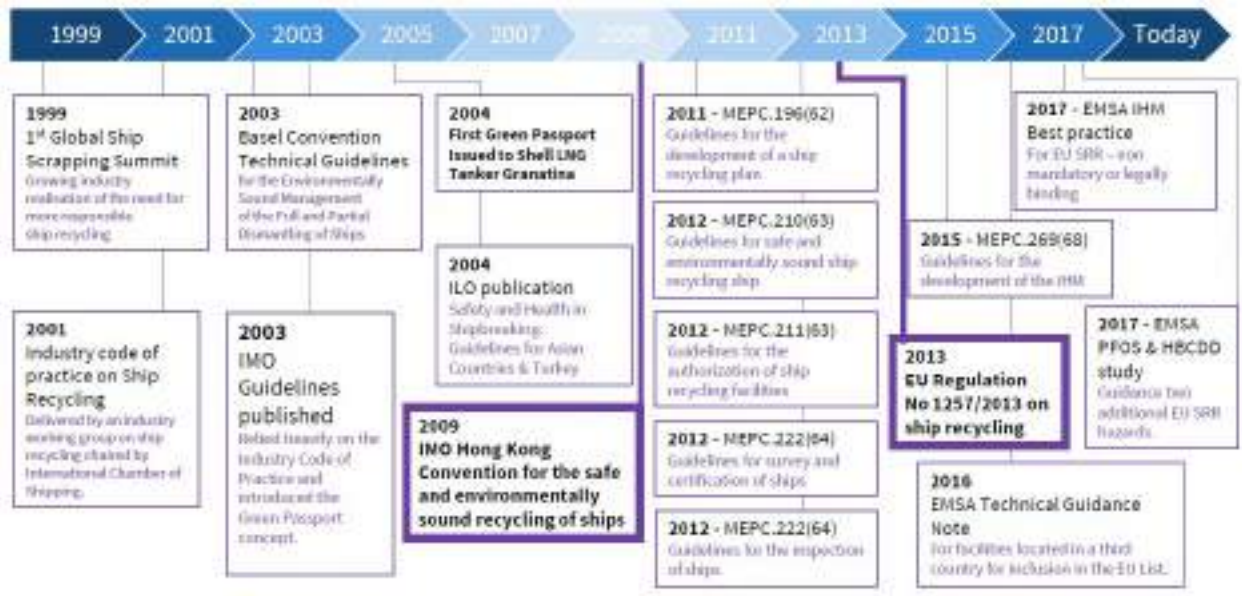 1999
2001
2003
2005
2007
2009
2011
2013
2015
2017
Today
1999
1st Global Ship
Scrapping Summit
Growing industry
realisation of the need for
more responsible
ship recycling
2001
Industry code of
practice on Ship
Recycling
Delivered by an industry
working group on ship
recycling chaired by
International Chamber of
Shipping.
2003
Basel Convention
Technical Guidelines
for the Environmentally
Sound Management
of the Full and Partial
Dismantling of Ships
2003
IMO
Guidelines
published
Relied heavily on the
Industry Code of
Practice and
introduced the
Green Passport
concept.
2004
First Green Passport
Issued to Shell LNG
Tanker Granatina
2004
ILO publication
Safety and Health in
Shipbreaking:
Guidelines for Asian
Countries & Turkey
2009
IMO Hong Kong
Convention for the safe
and environmentally
sound recycling of ships
2011 - MEPC.196(62)
Guidelines for the
development of a ship
recycling plan
2012 - MEPC.210(63)
Guidelines for safe and
environmentally sound ship
recycling ship
2012 - MEPC.211(63)
Guidelines for the
authorization of ship
recycling facilities
2012 - MEPC.222(64)
Guidelines for survey and
certification of ships
2012 - MEPC.222(64)
Guidelines for the inspection
of ships
2013
EU Regulation
No 1257/2013 on
ship recycling
2015 - MEPC.269(68)
Guidelines for the
development of the IHM
2016
EMSA Technical Guidance
Note
For facilities located in a third
country for inclusion in the EU List.
2017 - EMSA IHM
Best practice
For EU SRR – non
mandatory or legally
binding
2017 - EMSA
PFOS & HBCDD
study
Guidance two
additional EU SRR
hazards.